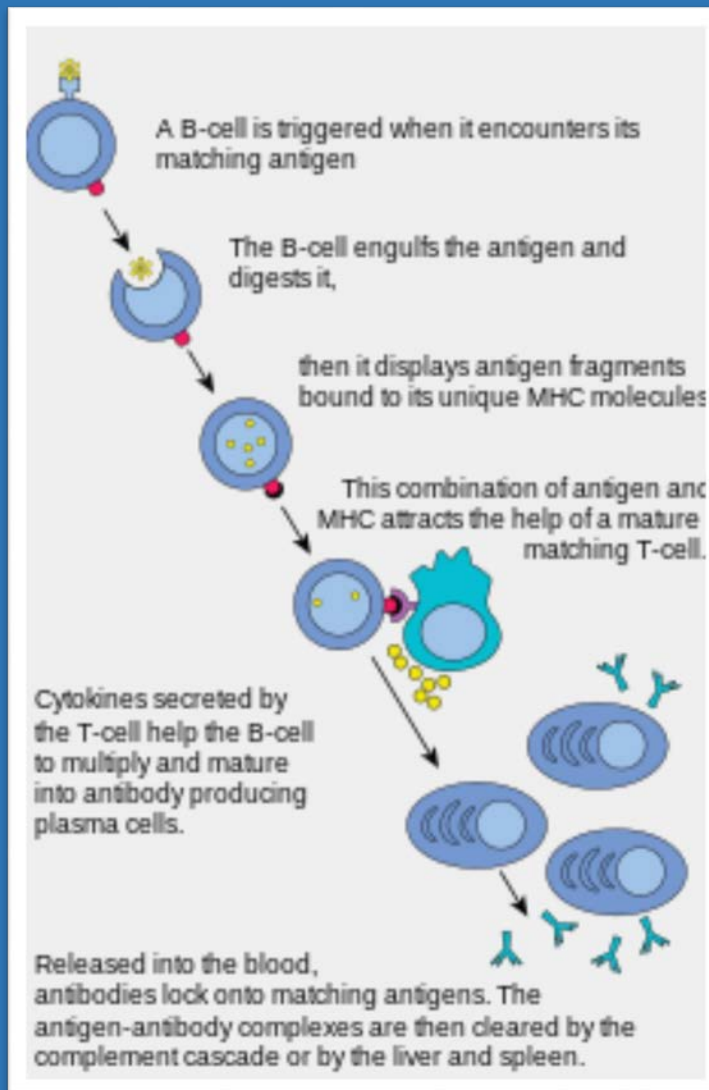 A B-cell is triggered when it encounters its
matching antigen
The B-cell engulfs the antigen and
digests it,
then it displays antigen fragments
bound to its unique MHC molecules
This combination of antigen and
MHC attracts the help of a mature
matching T-cell.
Cytokines secreted by
the T-cell help the B-cell
to multiply and mature
into antibody producing
plasma cells.
Released into the blood,
antibodies lock onto matching antigens. The
antigen-antibody complexes are then cleared by the
complement cascade or by the liver and spleen.